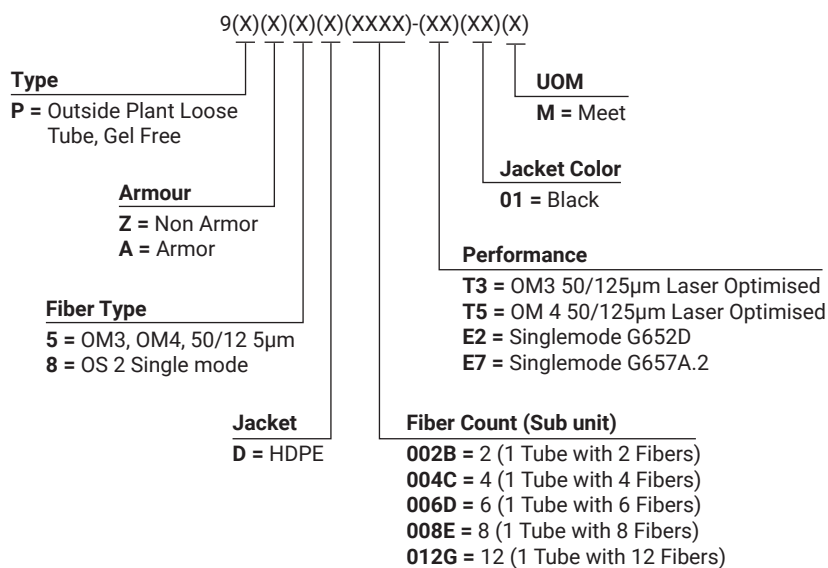 9(X)(X)(X)(X)(XXXX)-(XX)(XX)(X)
Type
P = Outside Plant Loose
Tube, Gel Free
UOM
M = Meet
Armour
Z = Non Armor
A = Armor
Jacket Color
01 = Black
Fiber Type
5 = OM3, OM4, 50/12 5µm
8 = OS 2 Single mode
Performance
T3 = OM3 50/125µm Laser Optimised
T5 = OM 4 50/125µm Laser Optimised
E2 = Singlemode G652D
E7 = Singlemode G657A.2
Jacket
D = HDPE
Fiber Count (Sub unit)
002B = 2 (1 Tube with 2 Fibers)
004C = 4 (1 Tube with 4 Fibers)
006D = 6 (1 Tube with 6 Fibers)
008E = 8 (1 Tube with 8 Fibers)
012G = 12 (1 Tube with 12 Fibers)